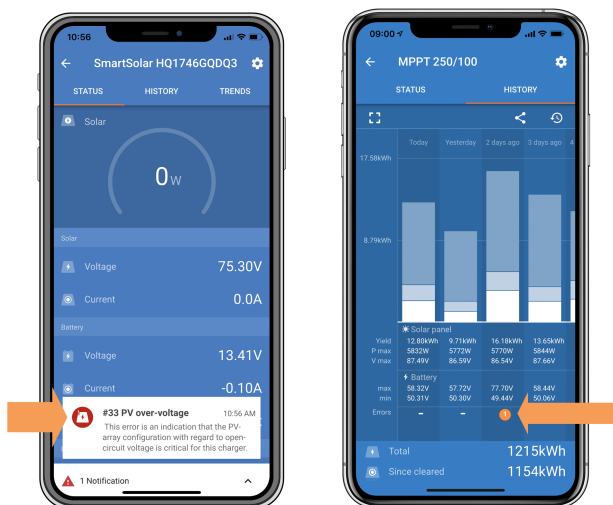 10:56
SmartSolar HQ1746GQDQ3
STATUS HISTORY TRENDS
Solar
0W
Solar
Voltage 75.30V
Current 0.0A
Battery
Voltage 13.41V
Current -0.10A
#33 PV over-voltage 10:56 AM
This error is an indication that the PV-
array configuration with regard to open-
circuit voltage is critical for this charger.
1 Notification
09:00
MPPT 250/100
STATUS HISTORY
Today Yesterday 2 days ago 3 days ago 4
17.58kWh
8.79kWh
Solar panel
Yield 12.80kWh 9.71kWh 16.18kWh 13.65kWh
P max 5832W 5772W 5770W 5844W
V max 87.49V 86.59V 86.54V 87.66V
Battery
max 58.32V 57.72V 77.70V 58.44V
min 50.31V 50.30V 49.44V 50.06V
Errors – – 1
Total 1215kWh
Since cleared 1154kWh